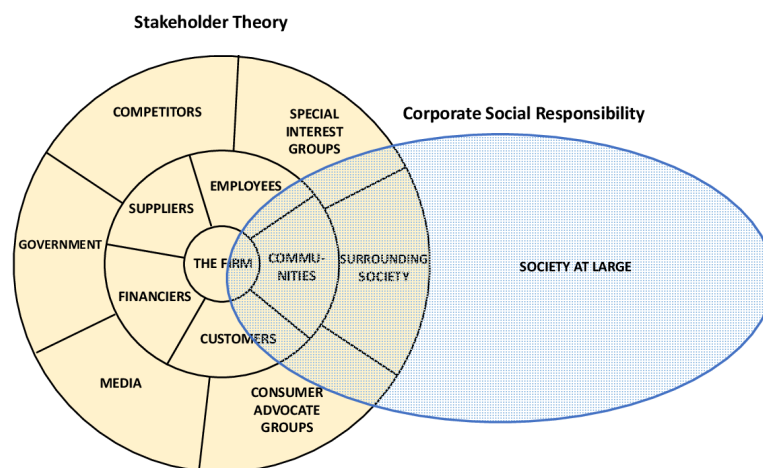 Stakeholder Theory
Corporate Social Responsibility
COMPETITORS
SPECIAL
INTEREST
GROUPS
EMPLOYEES
SUPPLIERS
GOVERNMENT
THE FIRM
COMMU-
NITIES
SURROUNDING
SOCIETY
SOCIETY AT LARGE
FINANCIERS
CUSTOMERS
MEDIA
CONSUMER
ADVOCATE
GROUPS